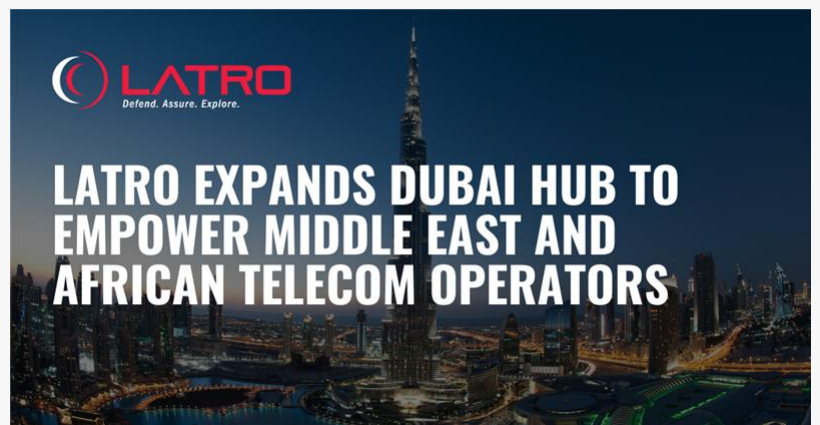 LATRO
Defend. Assure. Explore.
LATRO EXPANDS DUBAI HUB TO
EMPOWER MIDDLE EAST AND
AFRICAN TELECOM OPERATORS